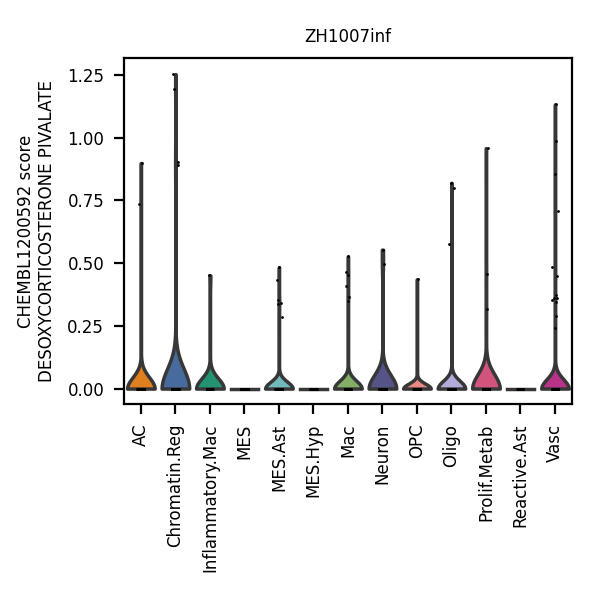 ZH1007inf
CHEMBL1200592 score
DESOXYCORTICOSTERONE PIVALATE
1.25
1.00
0.75
0.50
0.25
0.00
AC
Chromatin.Reg
Inflammatory.Mac
MES
MES.Ast
MES.Hyp
Mac
Neuron
OPC
Oligo
Prolif.Metab
Reactive.Ast
Vasc